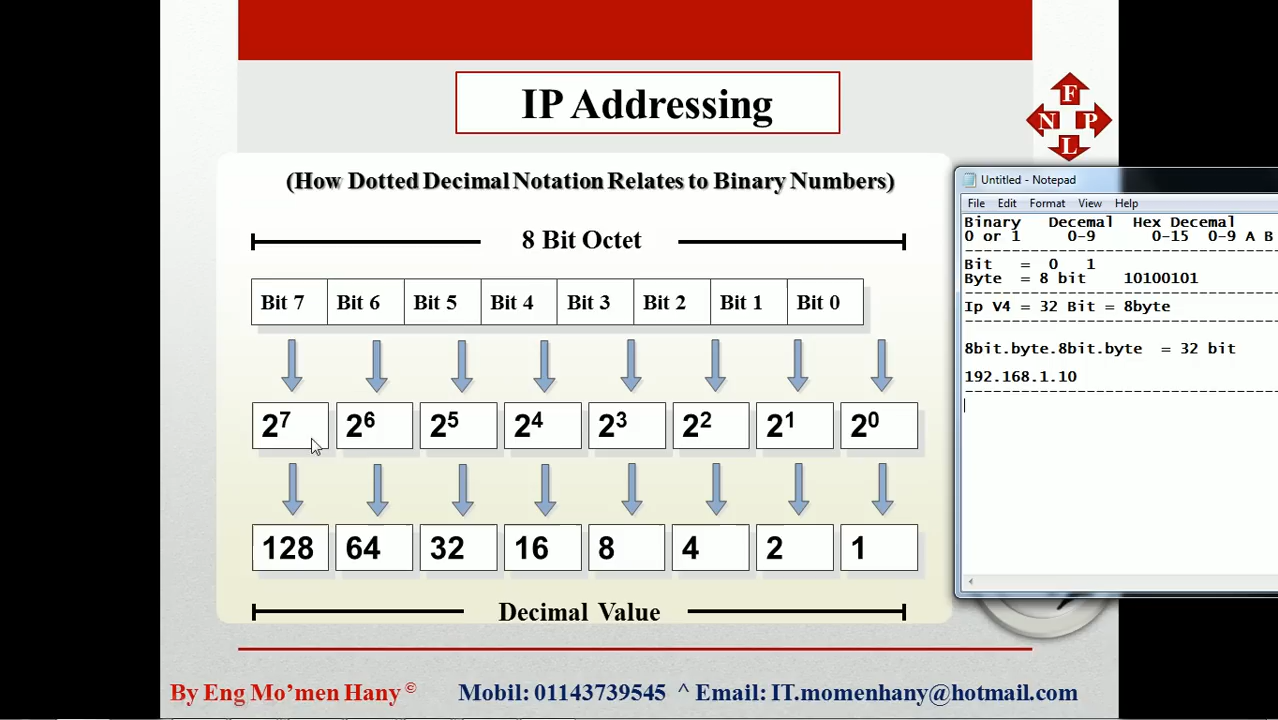 IP Addressing
F
N P
L
(How Dotted Decimal Notation Relates to Binary Numbers)
8 Bit Octet
Bit 7 Bit 6 Bit 5 Bit 4 Bit 3 Bit 2 Bit 1 Bit 0
2⁷ 2⁶ 2⁵ 2⁴ 2³ 2² 2¹ 2⁰
128 64 32 16 8 4 2 1
Decimal Value
By Eng Mo’men Hany © Mobil: 01143739545 ^ Email: IT.momenhany@hotmail.com
Untitled - Notepad
File Edit Format View Help
Binary Decemal Hex Decemal
0 or 1 0-9 0-15 0-9 A B
------------------------------------------------
Bit = 0 1
Byte = 8 bit 10100101
------------------------------------------------
Ip V4 = 32 Bit = 8byte
------------------------------------------------
8bit.byte.8bit.byte = 32 bit
192.168.1.10
------------------------------------------------